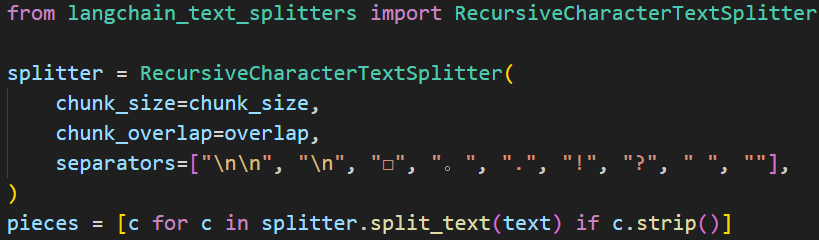 from langchain_text_splitters import RecursiveCharacterTextSplitter
splitter = RecursiveCharacterTextSplitter(
    chunk_size=chunk_size,
    chunk_overlap=overlap,
    separators=["\n\n", "\n", "□", "。", ".", "!", "?", " ", ""],
)
pieces = [c for c in splitter.split_text(text) if c.strip()]